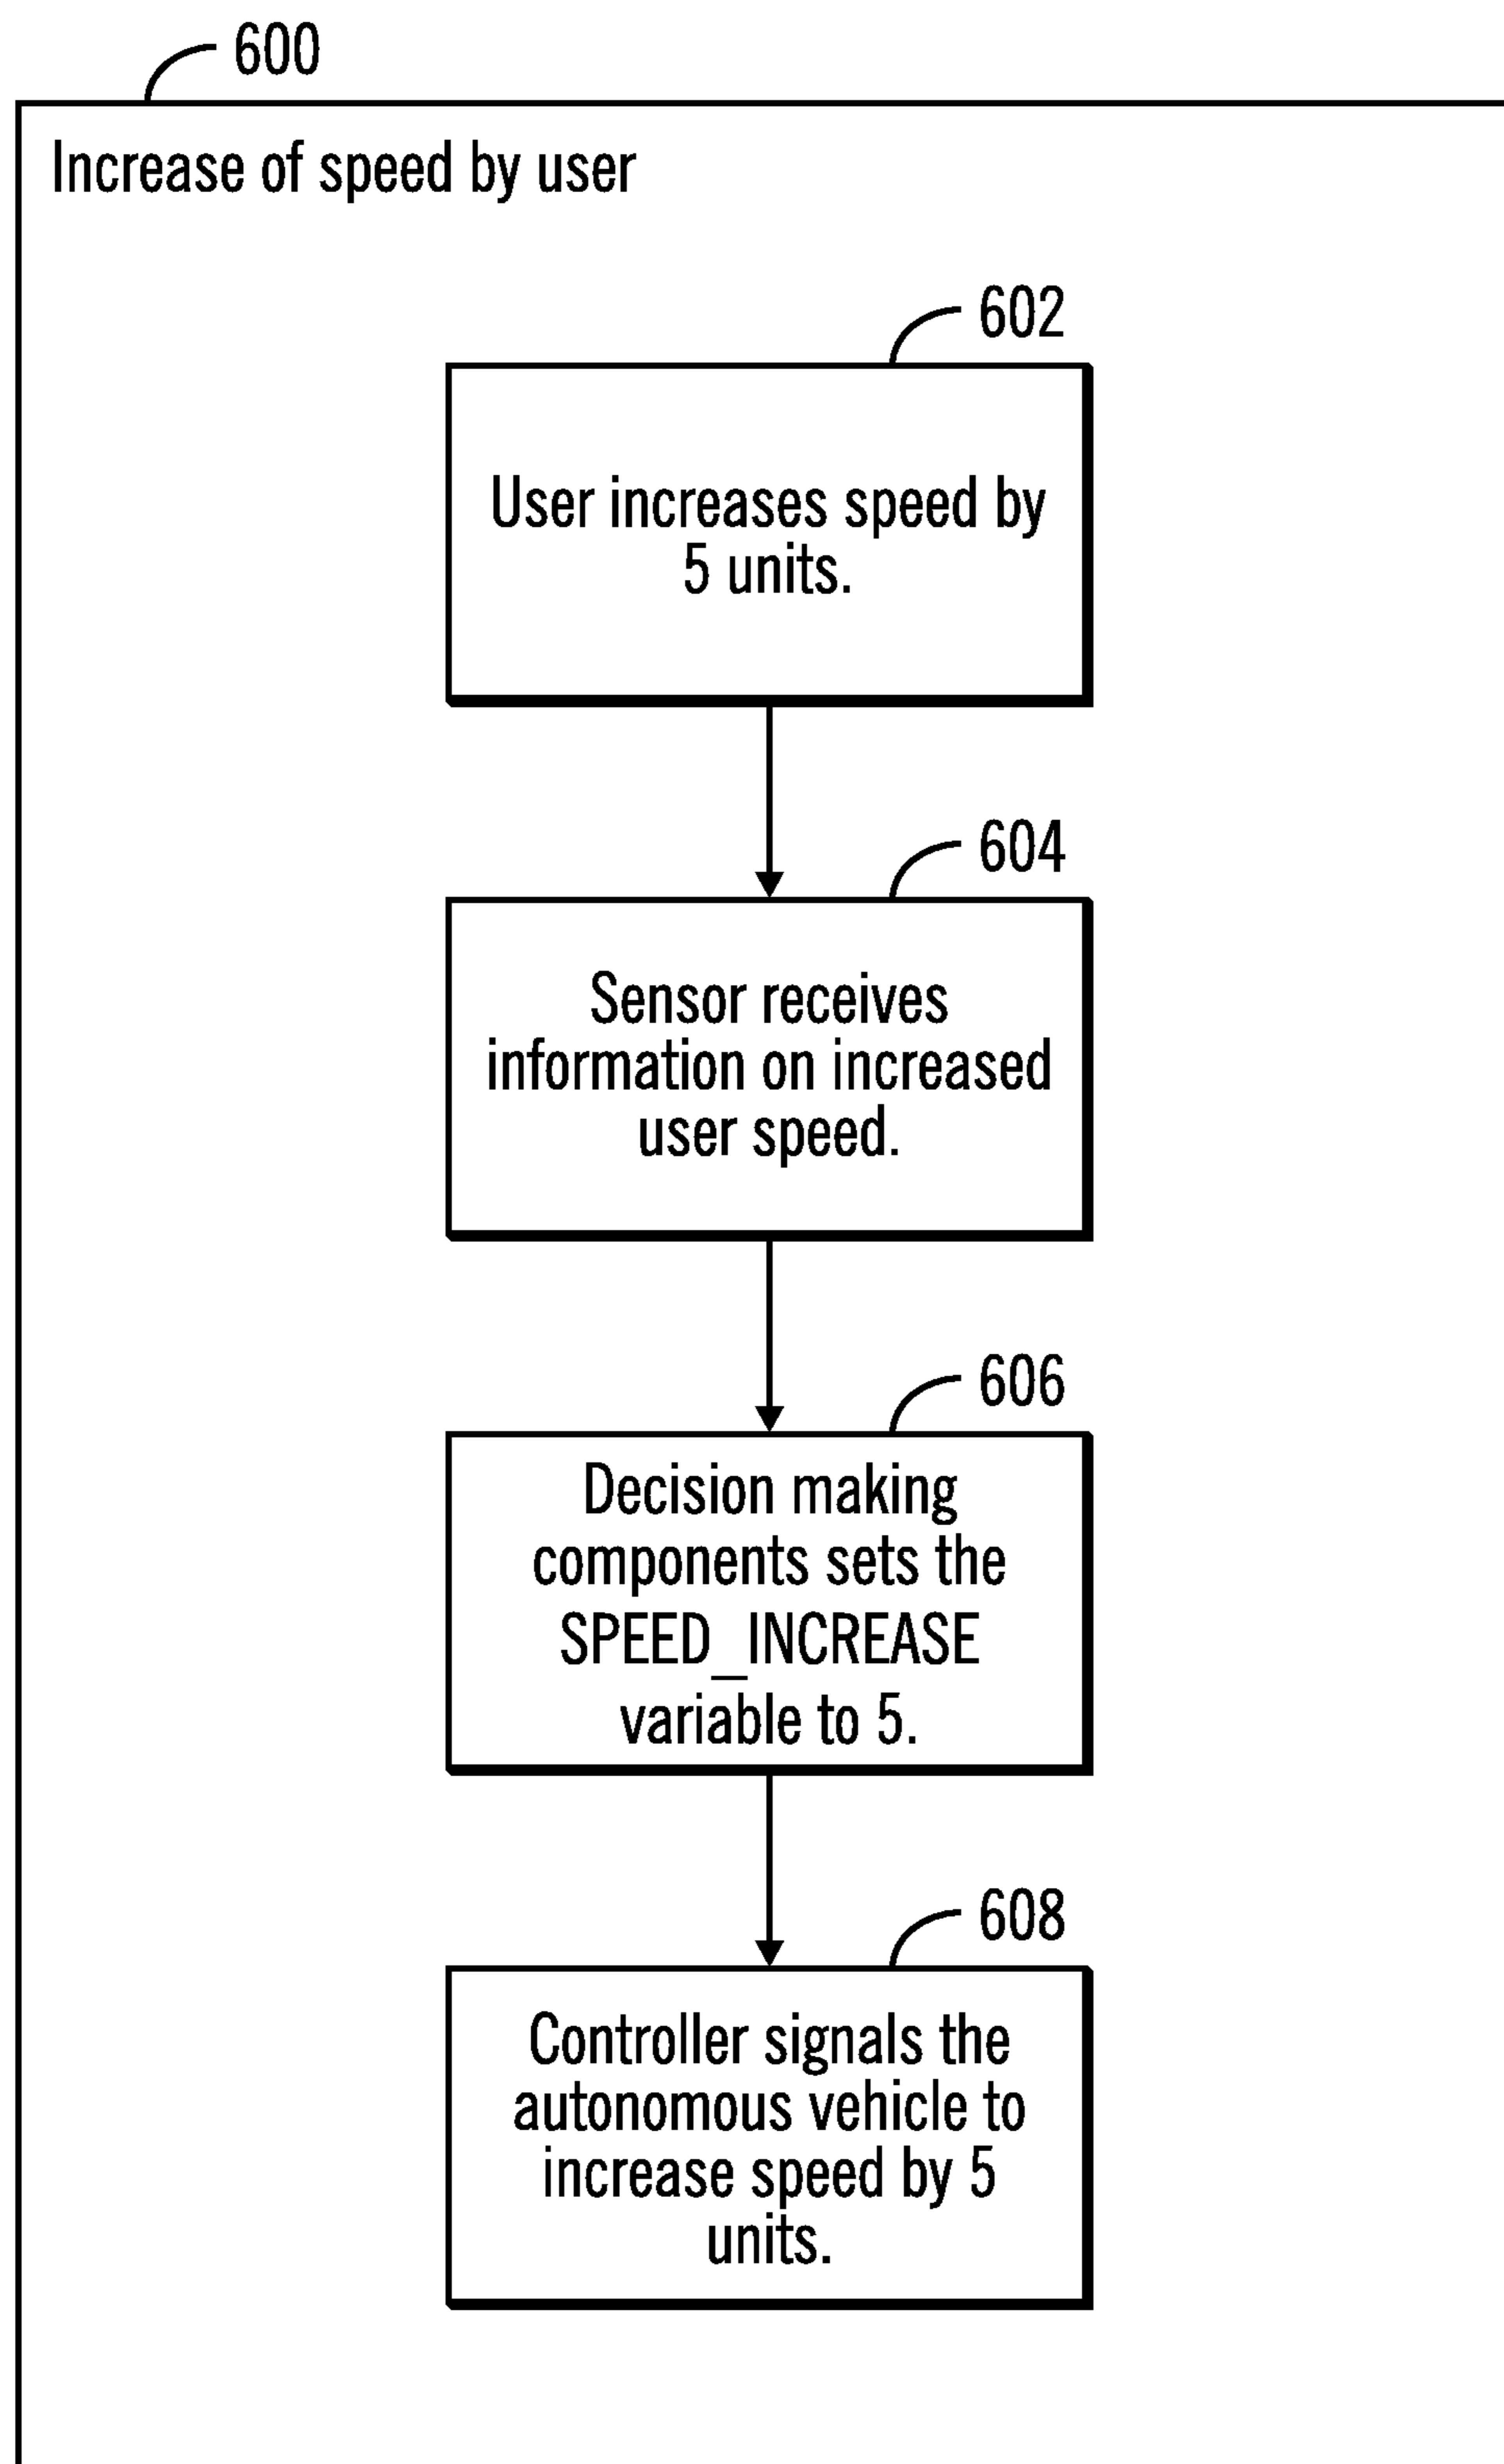 600
Increase of speed by user
602
User increases speed by
5 units.
604
Sensor receives
information on increased
user speed.
606
Decision making
components sets the
SPEED_INCREASE
variable to 5.
608
Controller signals the
autonomous vehicle to
increase speed by 5
units.